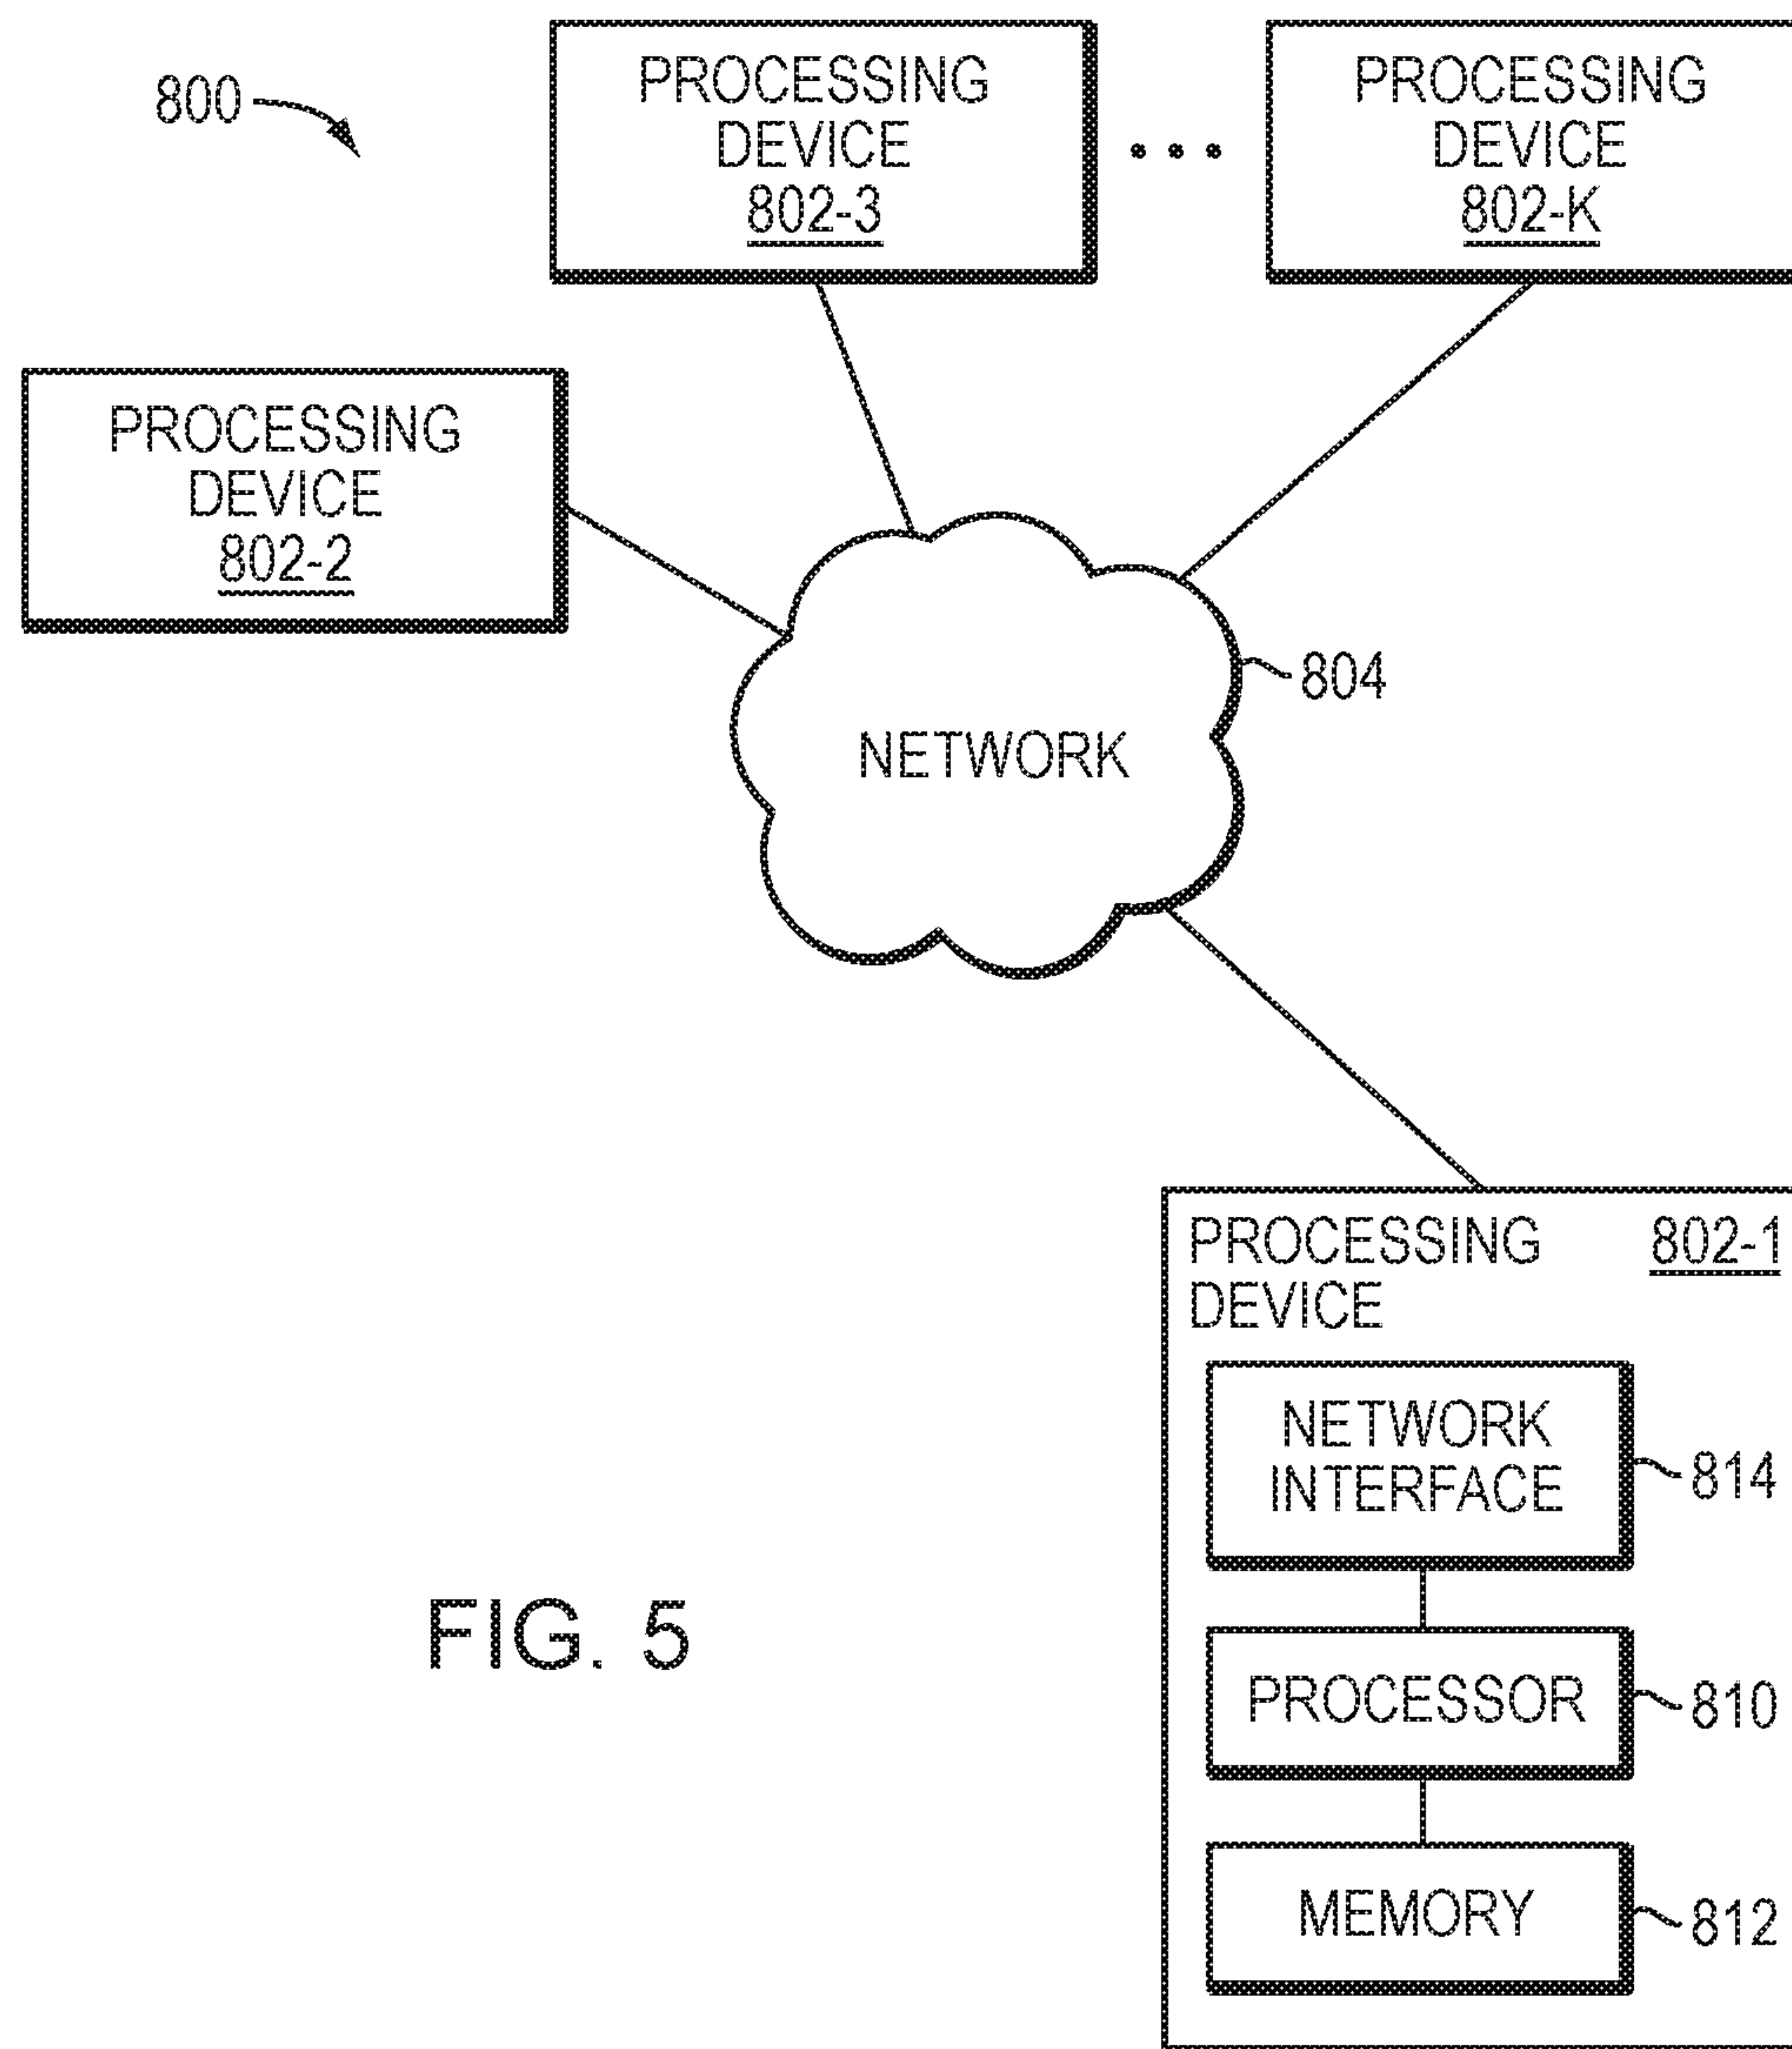 800
PROCESSING
DEVICE
802-3
. . .
PROCESSING
DEVICE
802-K
PROCESSING
DEVICE
802-2
804
NETWORK
PROCESSING 802-1
DEVICE
NETWORK
INTERFACE
814
PROCESSOR
810
MEMORY
812
FIG. 5